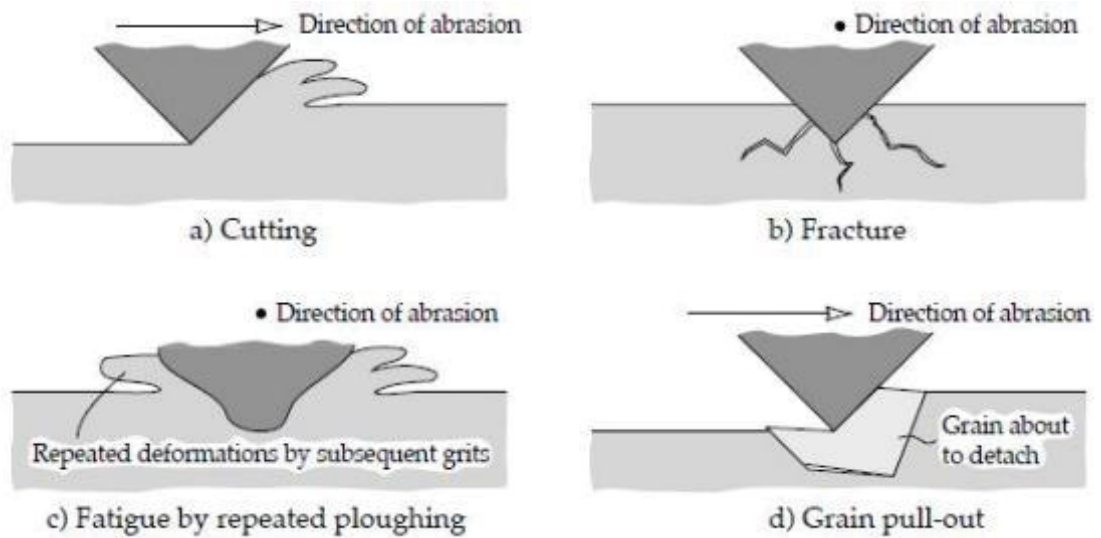 Direction of abrasion
• Direction of abrasion
a) Cutting
b) Fracture
• Direction of abrasion
Direction of abrasion
Repeated deformations by subsequent grits
Grain about
to detach
c) Fatigue by repeated ploughing
d) Grain pull-out